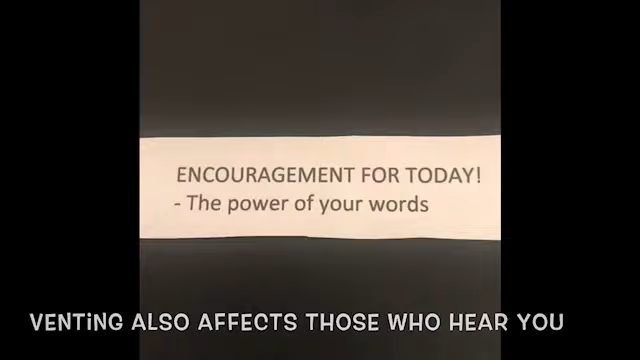 ENCOURAGEMENT FOR TODAY!
- The power of your words
VENTING ALSO AFFECTS THOSE WHO HEAR YOU